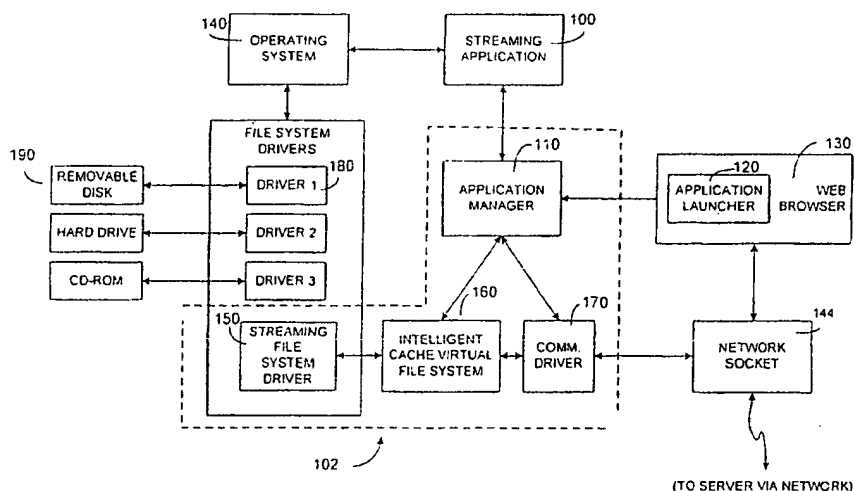 140
OPERATING
SYSTEM
100
STREAMING
APPLICATION
FILE SYSTEM
DRIVERS
190
REMOVABLE
DISK
180
DRIVER 1
HARD DRIVE
DRIVER 2
CD-ROM
DRIVER 3
110
APPLICATION
MANAGER
130
120
APPLICATION
LAUNCHER
WEB
BROWSER
150
STREAMING
FILE
SYSTEM
DRIVER
160
INTELLIGENT
CACHE VIRTUAL
FILE SYSTEM
170
COMM.
DRIVER
144
NETWORK
SOCKET
102
(TO SERVER VIA NETWORK)